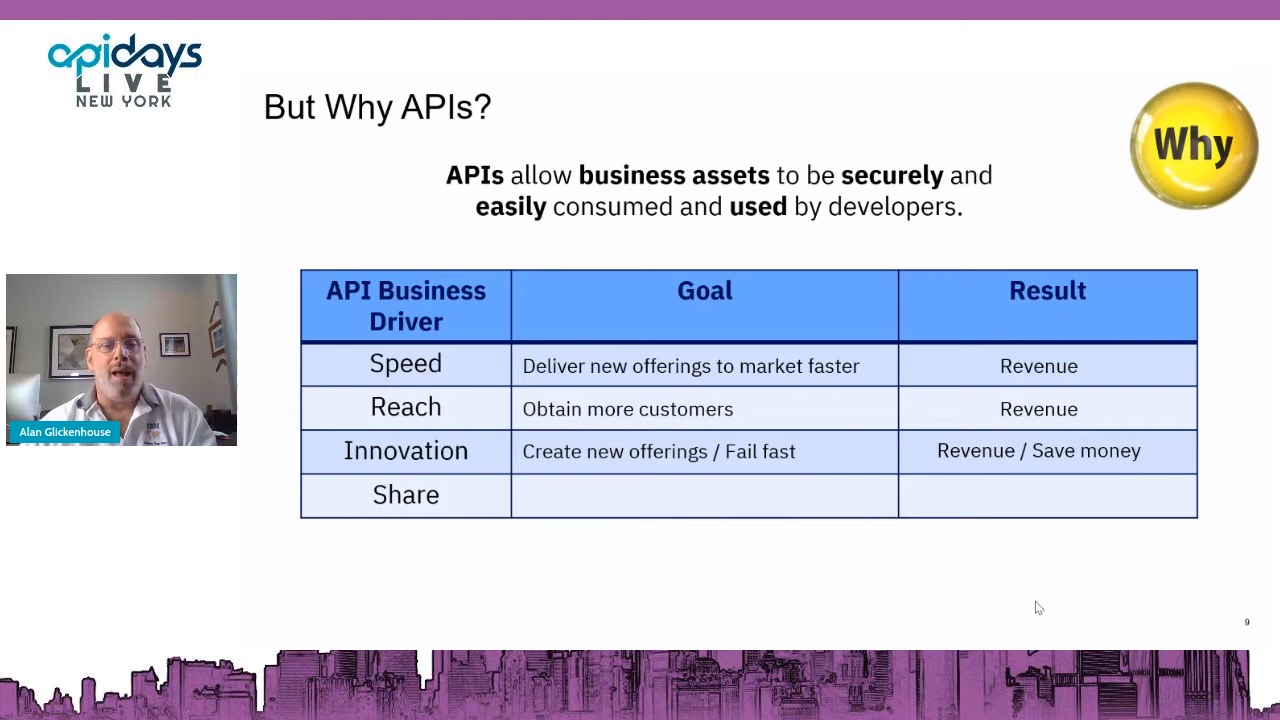 apidays
LIVE
NEW YORK
But Why APIs?
Why
APIs allow business assets to be securely and
easily consumed and used by developers.
API Business Driver
Goal
Result
Speed
Deliver new offerings to market faster
Revenue
Reach
Obtain more customers
Revenue
Innovation
Create new offerings / Fail fast
Revenue / Save money
Share
Alan Glickenhouse
9